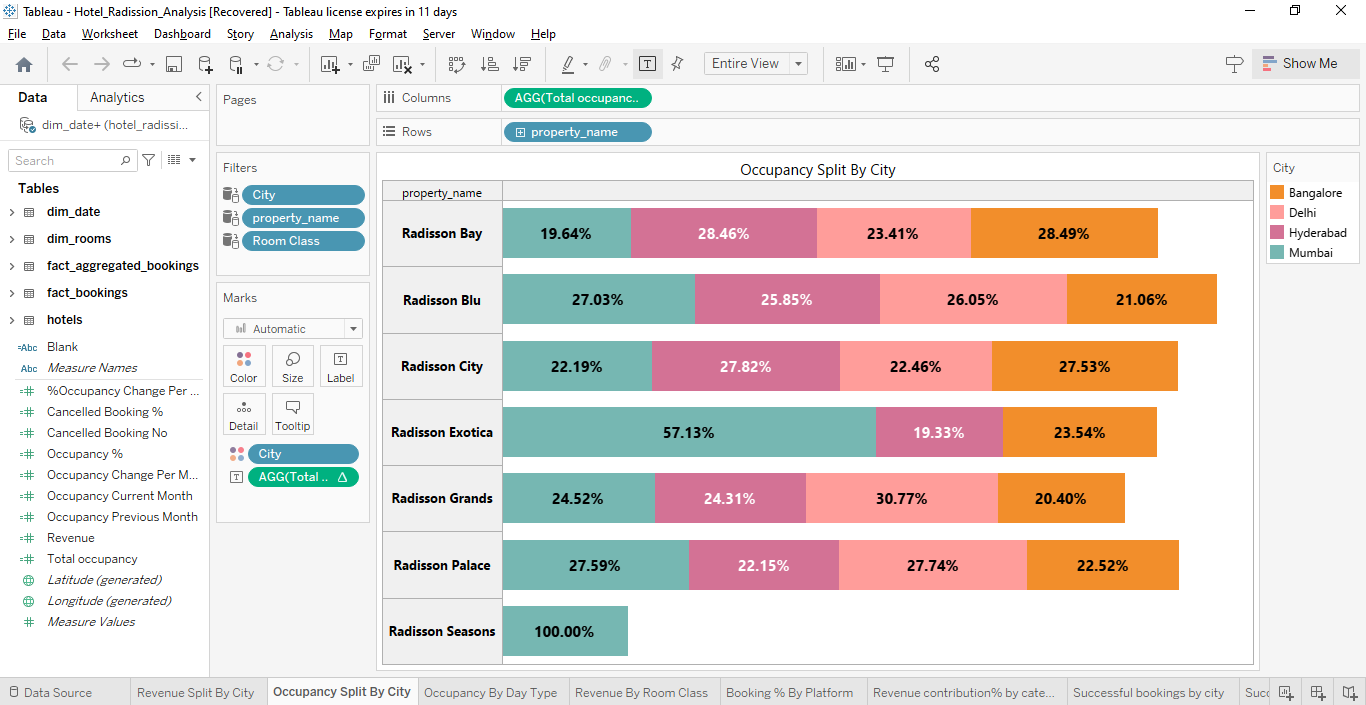 Tableau - Hotel_Radission_Analysis [Recovered] - Tableau license expires in 11 days
File Data Worksheet Dashboard Story Analysis Map Format Server Window Help
Entire View
Show Me
Data Analytics
dim_date+ (hotel_radissi...
Search
Tables
dim_date
dim_rooms
fact_aggregated_bookings
fact_bookings
hotels
=Abc Blank
Abc Measure Names
%Occupancy Change Per ...
Cancelled Booking %
Cancelled Booking No
Occupancy %
Occupancy Change Per M...
Occupancy Current Month
Occupancy Previous Month
Revenue
Total occupancy
Latitude (generated)
Longitude (generated)
Measure Values
Pages
Filters
City
property_name
Room Class
Marks
Automatic
Color Size Label
Detail Tooltip
City
AGG(Total ..
Columns AGG(Total occupanc..
Rows property_name
Occupancy Split By City
property_name
Radisson Bay 19.64% 28.46% 23.41% 28.49%
Radisson Blu 27.03% 25.85% 26.05% 21.06%
Radisson City 22.19% 27.82% 22.46% 27.53%
Radisson Exotica 57.13% 19.33% 23.54%
Radisson Grands 24.52% 24.31% 30.77% 20.40%
Radisson Palace 27.59% 22.15% 27.74% 22.52%
Radisson Seasons 100.00%
City
Bangalore
Delhi
Hyderabad
Mumbai
Data Source Revenue Split By City Occupancy Split By City Occupancy By Day Type Revenue By Room Class Booking % By Platform Revenue contribution% by cate... Successful bookings by city Succ